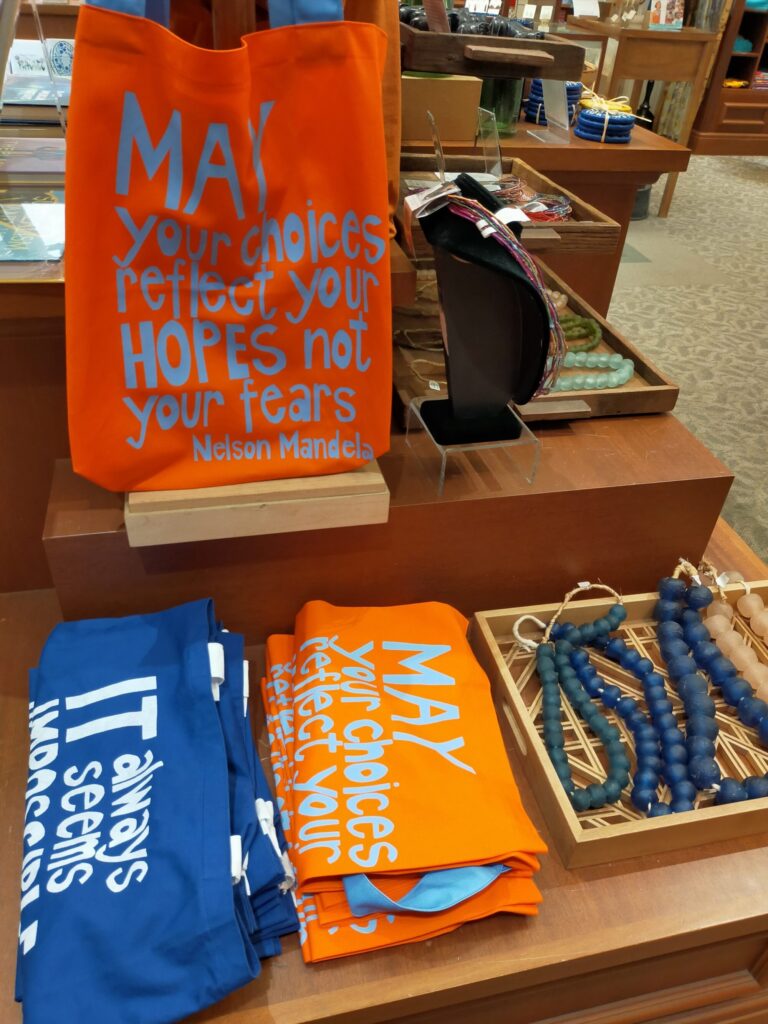 MAY
your choices
reflect your
HOPES not
your fears
Nelson Mandela
IT always
seems
IMPOSSIBLE
MAY
your choices
reflect your